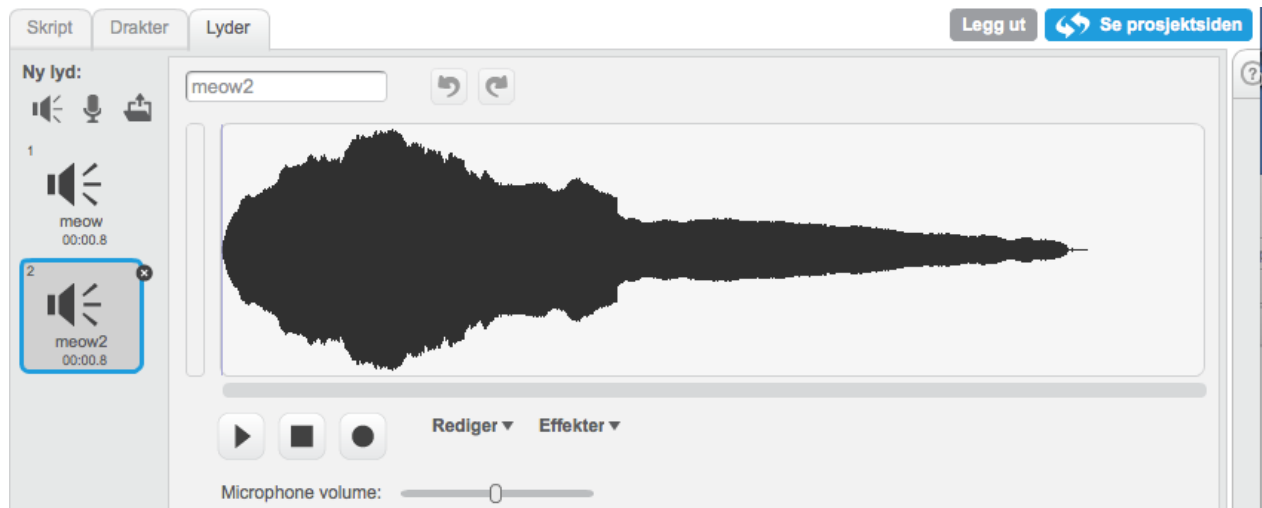 Skript Drakter Lyder Legg ut Se prosjektsiden
Ny lyd:
meow2
1
meow
00:00.8
2
meow2
00:00.8
Rediger ▾ Effekter ▾
Microphone volume:
?